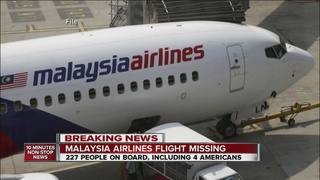 File
malaysia airlines
LN
BREAKING NEWS
10 MINUTES
NON-STOP
NEWS
MALAYSIA AIRLINES FLIGHT MISSING
227 PEOPLE ON BOARD, INCLUDING 4 AMERICANS